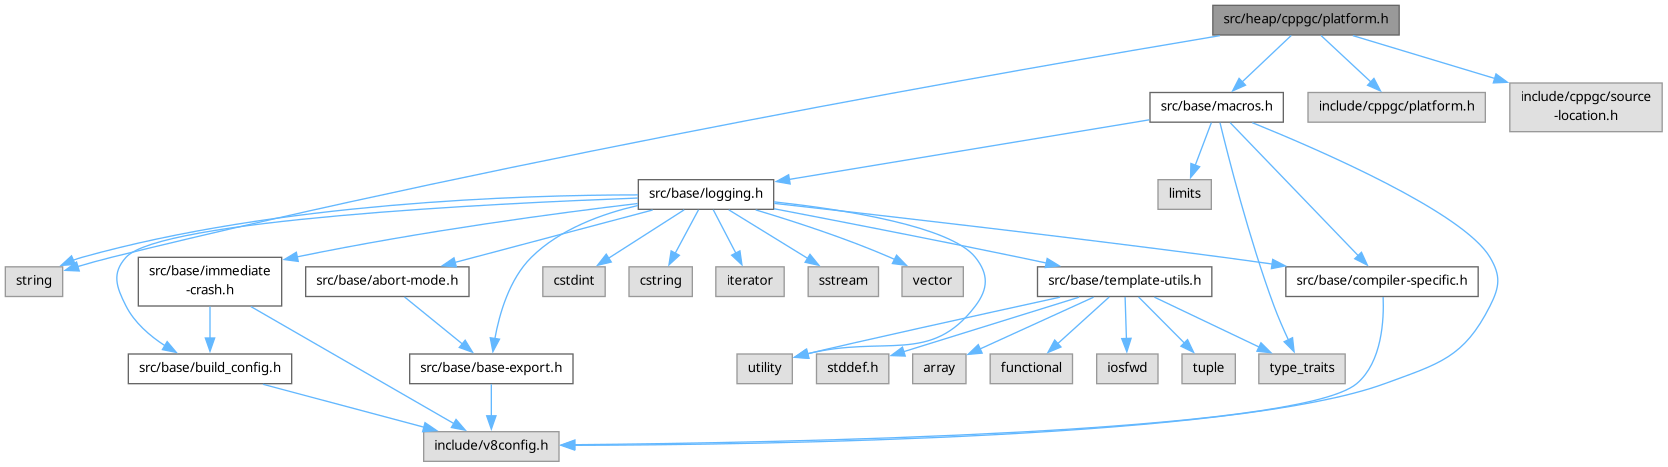 src/heap/cppgc/platform.h
src/base/macros.h
include/cppgc/platform.h
include/cppgc/source
-location.h
src/base/logging.h
limits
string
src/base/immediate
-crash.h
src/base/abort-mode.h
cstdint
cstring
iterator
sstream
vector
src/base/template-utils.h
src/base/compiler-specific.h
src/base/build_config.h
src/base/base-export.h
utility
stddef.h
array
functional
iosfwd
tuple
type_traits
include/v8config.h